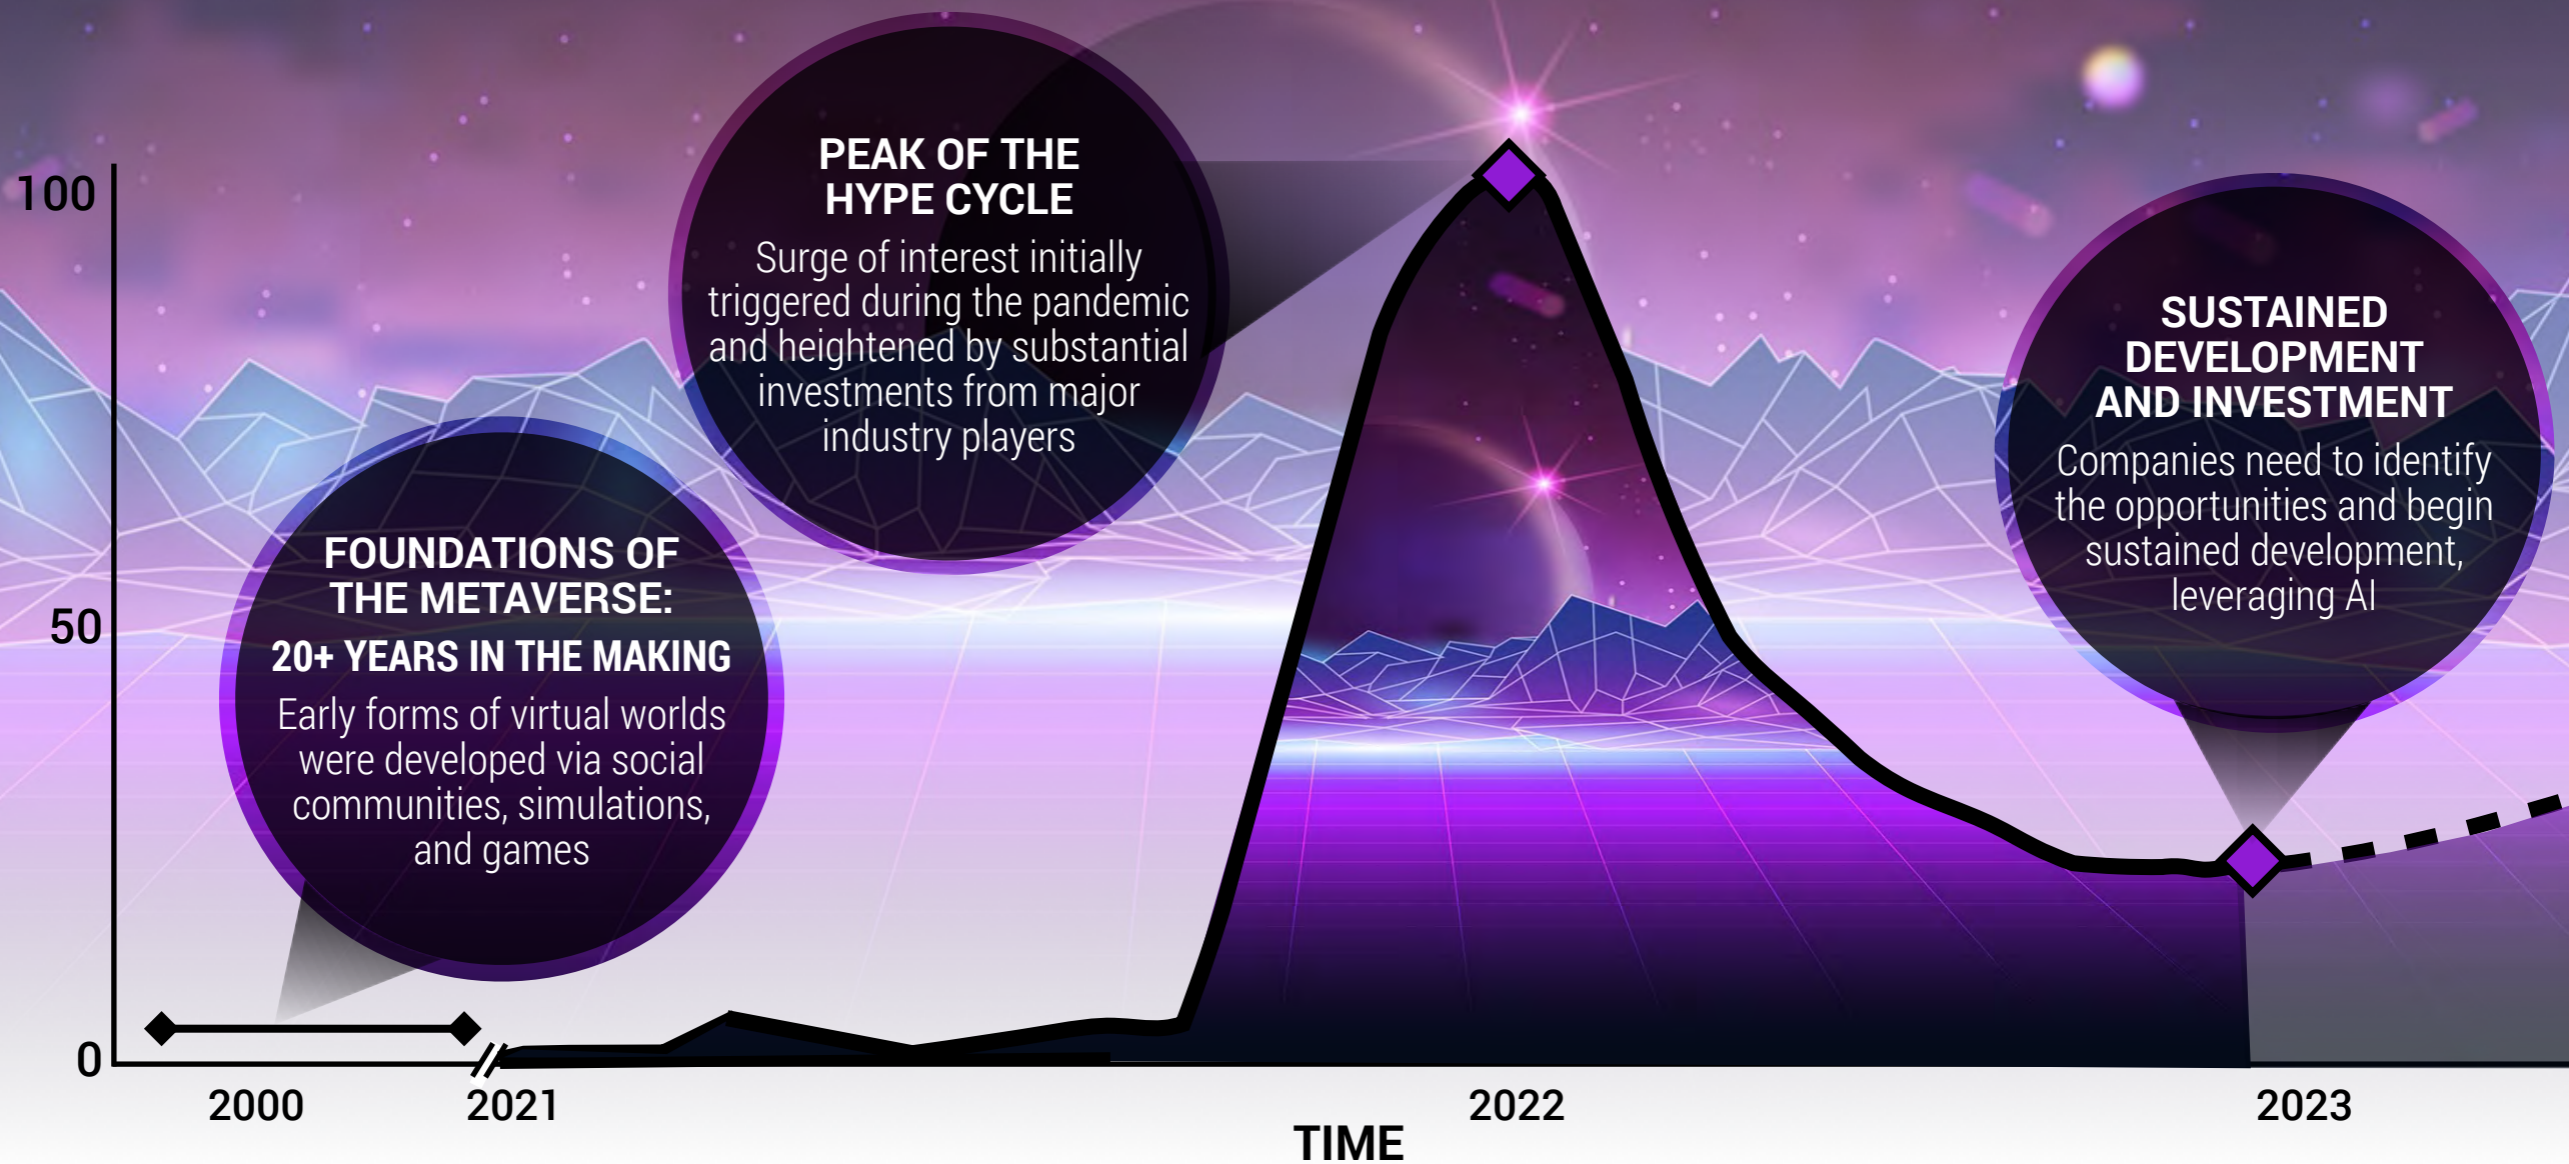 100
50
0
PEAK OF THE
HYPE CYCLE
Surge of interest initially
triggered during the pandemic
and heightened by substantial
investments from major
industry players
FOUNDATIONS OF
THE METAVERSE:
20+ YEARS IN THE MAKING
Early forms of virtual worlds
were developed via social
communities, simulations,
and games
SUSTAINED
DEVELOPMENT
AND INVESTMENT
Companies need to identify
the opportunities and begin
sustained development,
leveraging AI
2000
2021
2022
2023
TIME